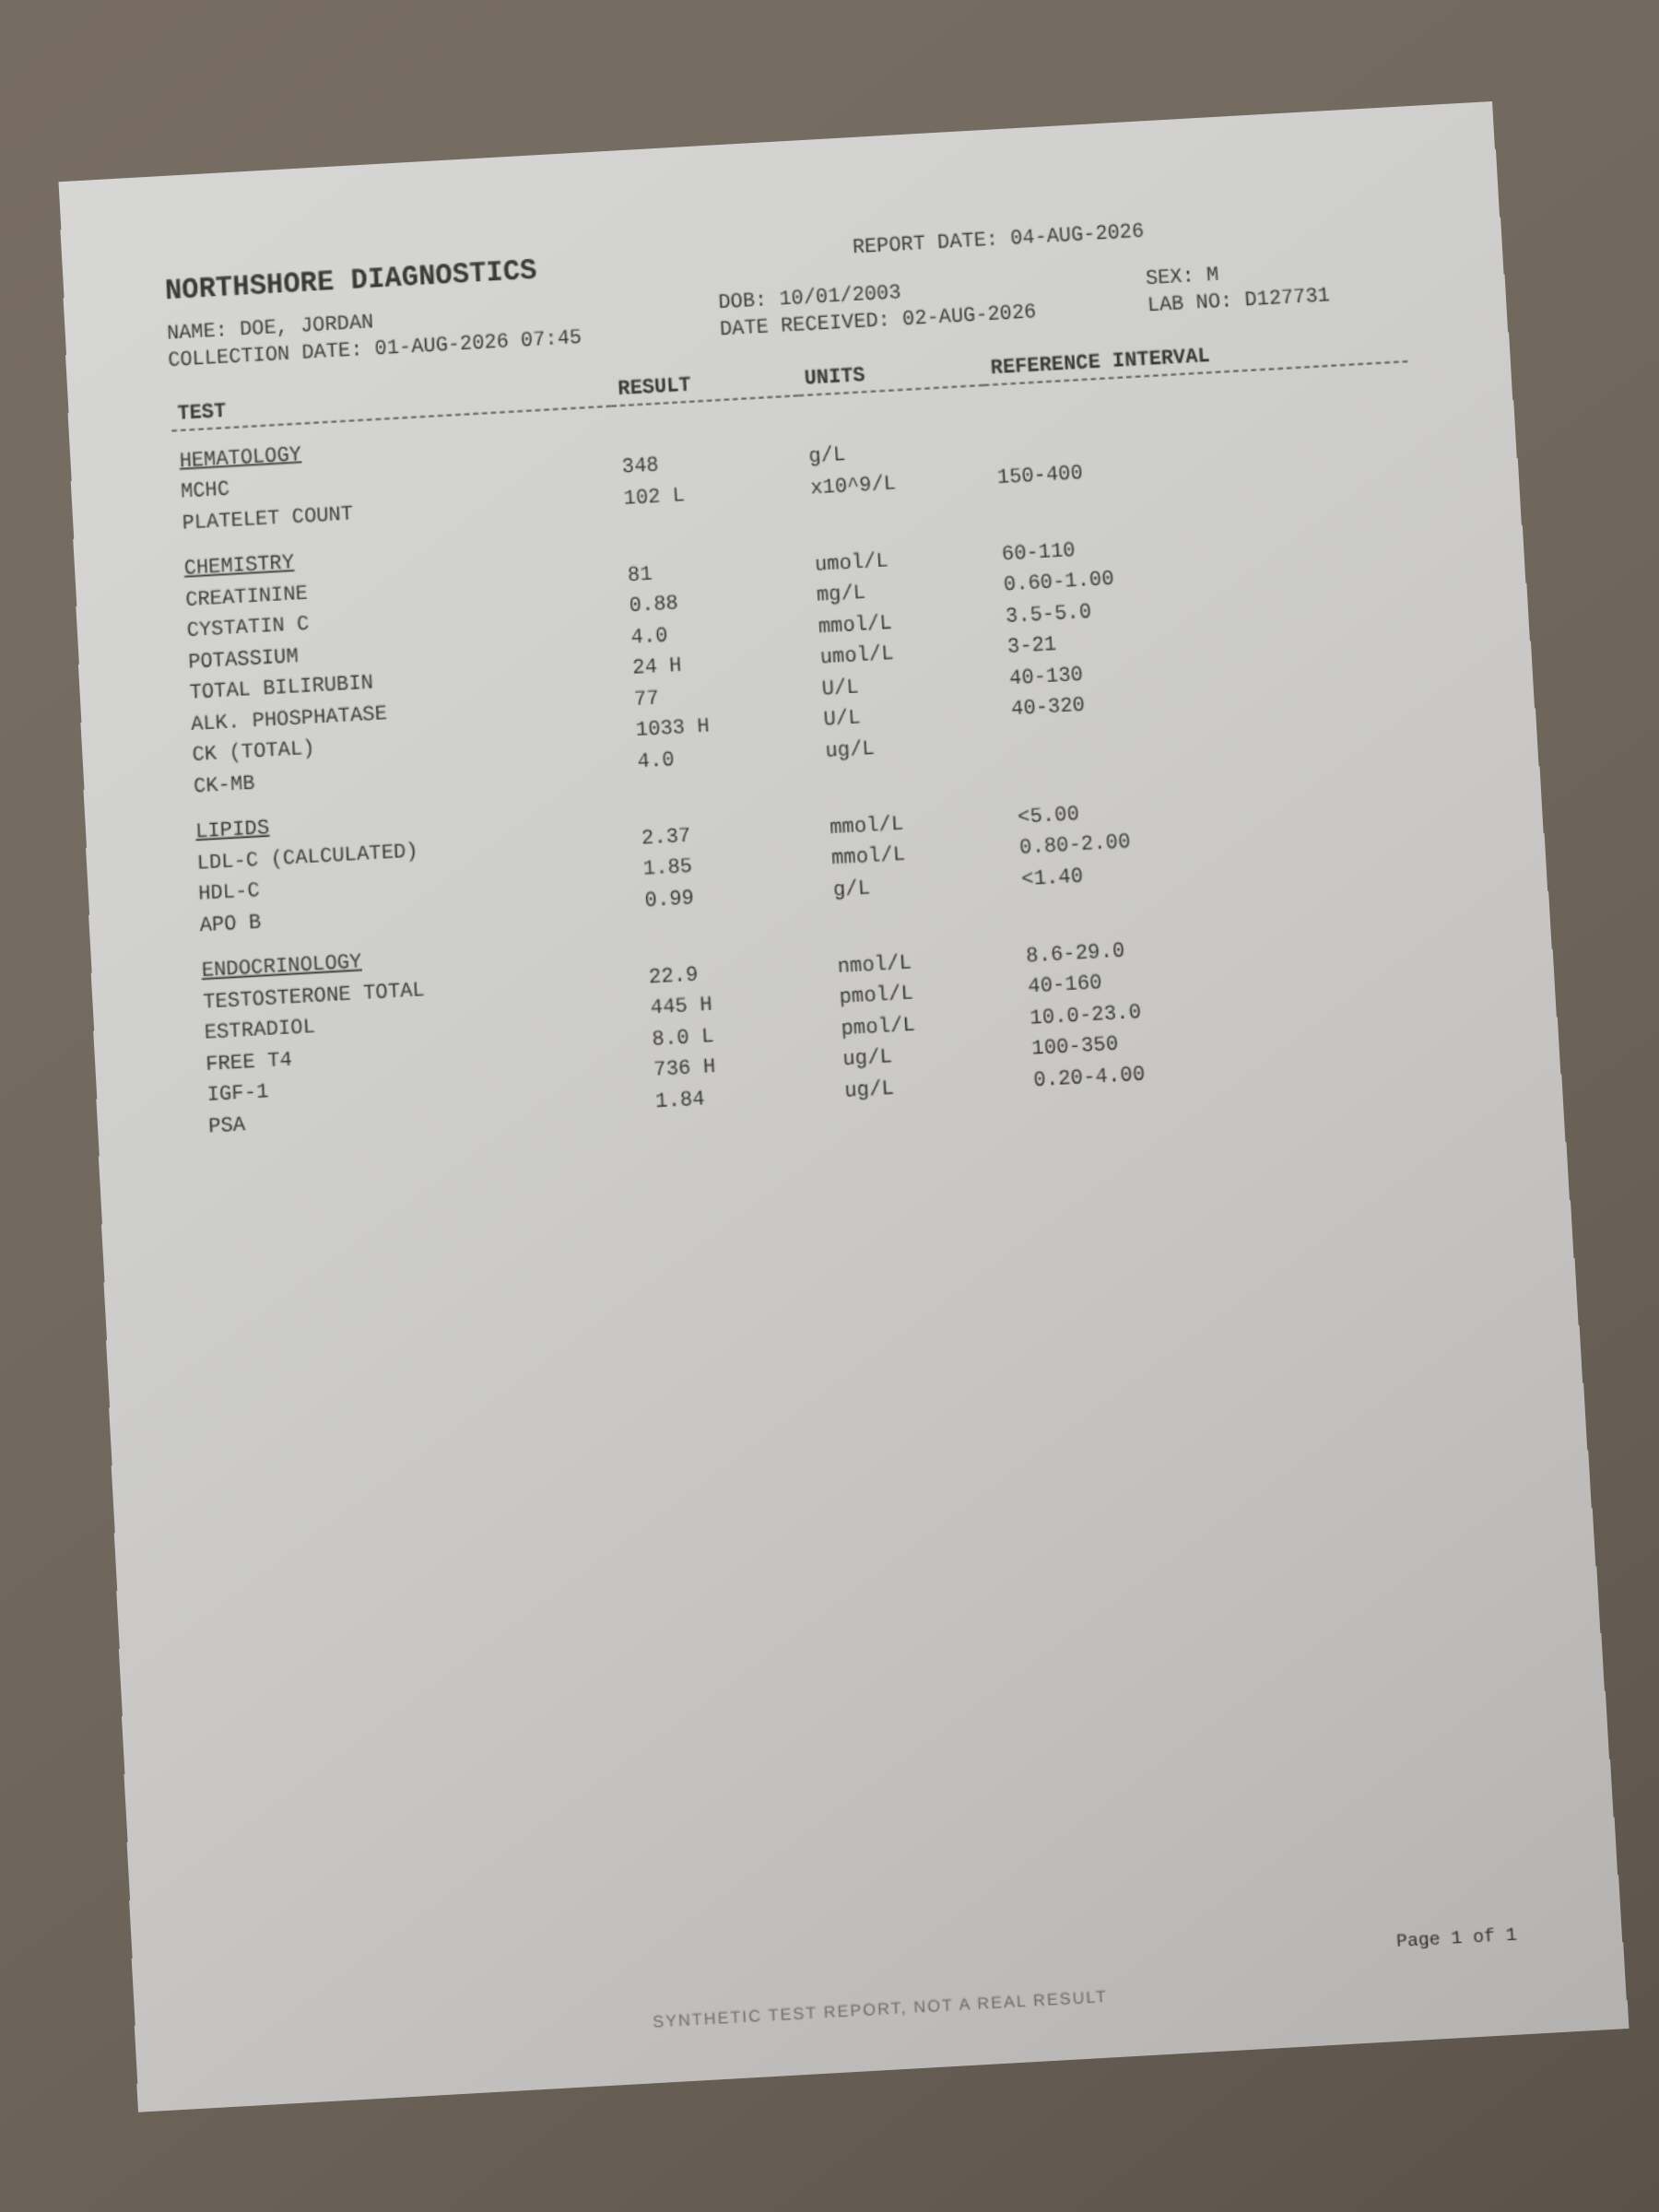 REPORT DATE: 04-AUG-2026
NORTHSHORE DIAGNOSTICS
NAME: DOE, JORDAN DOB: 10/01/2003 SEX: M
COLLECTION DATE: 01-AUG-2026 07:45 DATE RECEIVED: 02-AUG-2026 LAB NO: D127731
TEST RESULT UNITS REFERENCE INTERVAL
HEMATOLOGY
MCHC 348 g/L
PLATELET COUNT 102 L x10^9/L 150-400
CHEMISTRY
CREATININE 81 umol/L 60-110
CYSTATIN C 0.88 mg/L 0.60-1.00
POTASSIUM 4.0 mmol/L 3.5-5.0
TOTAL BILIRUBIN 24 H umol/L 3-21
ALK. PHOSPHATASE 77 U/L 40-130
CK (TOTAL) 1033 H U/L 40-320
CK-MB 4.0 ug/L
LIPIDS
LDL-C (CALCULATED) 2.37 mmol/L <5.00
HDL-C 1.85 mmol/L 0.80-2.00
APO B 0.99 g/L <1.40
ENDOCRINOLOGY
TESTOSTERONE TOTAL 22.9 nmol/L 8.6-29.0
ESTRADIOL 445 H pmol/L 40-160
FREE T4 8.0 L pmol/L 10.0-23.0
IGF-1 736 H ug/L 100-350
PSA 1.84 ug/L 0.20-4.00
Page 1 of 1
SYNTHETIC TEST REPORT, NOT A REAL RESULT